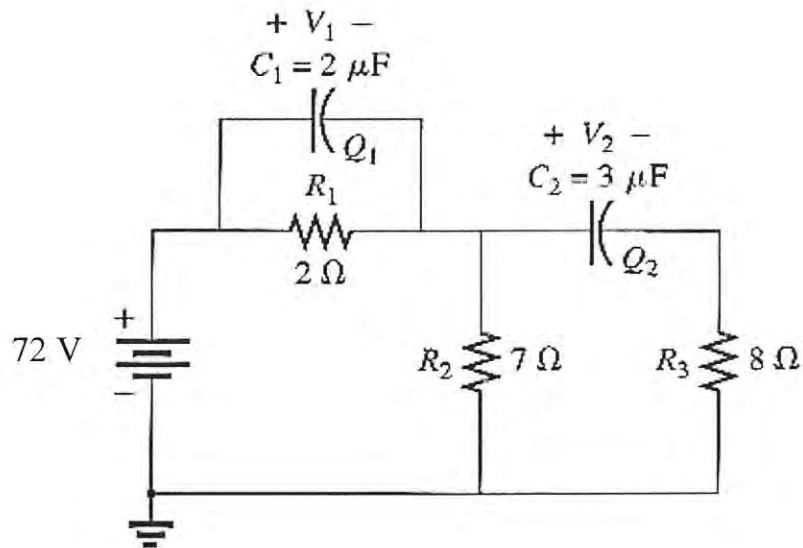 + V₁ −
C₁ = 2 μF
Q₁
R₁
2 Ω
+ V₂ −
C₂ = 3 μF
Q₂
72 V
+
−
R₂ 7 Ω
R₃ 8 Ω